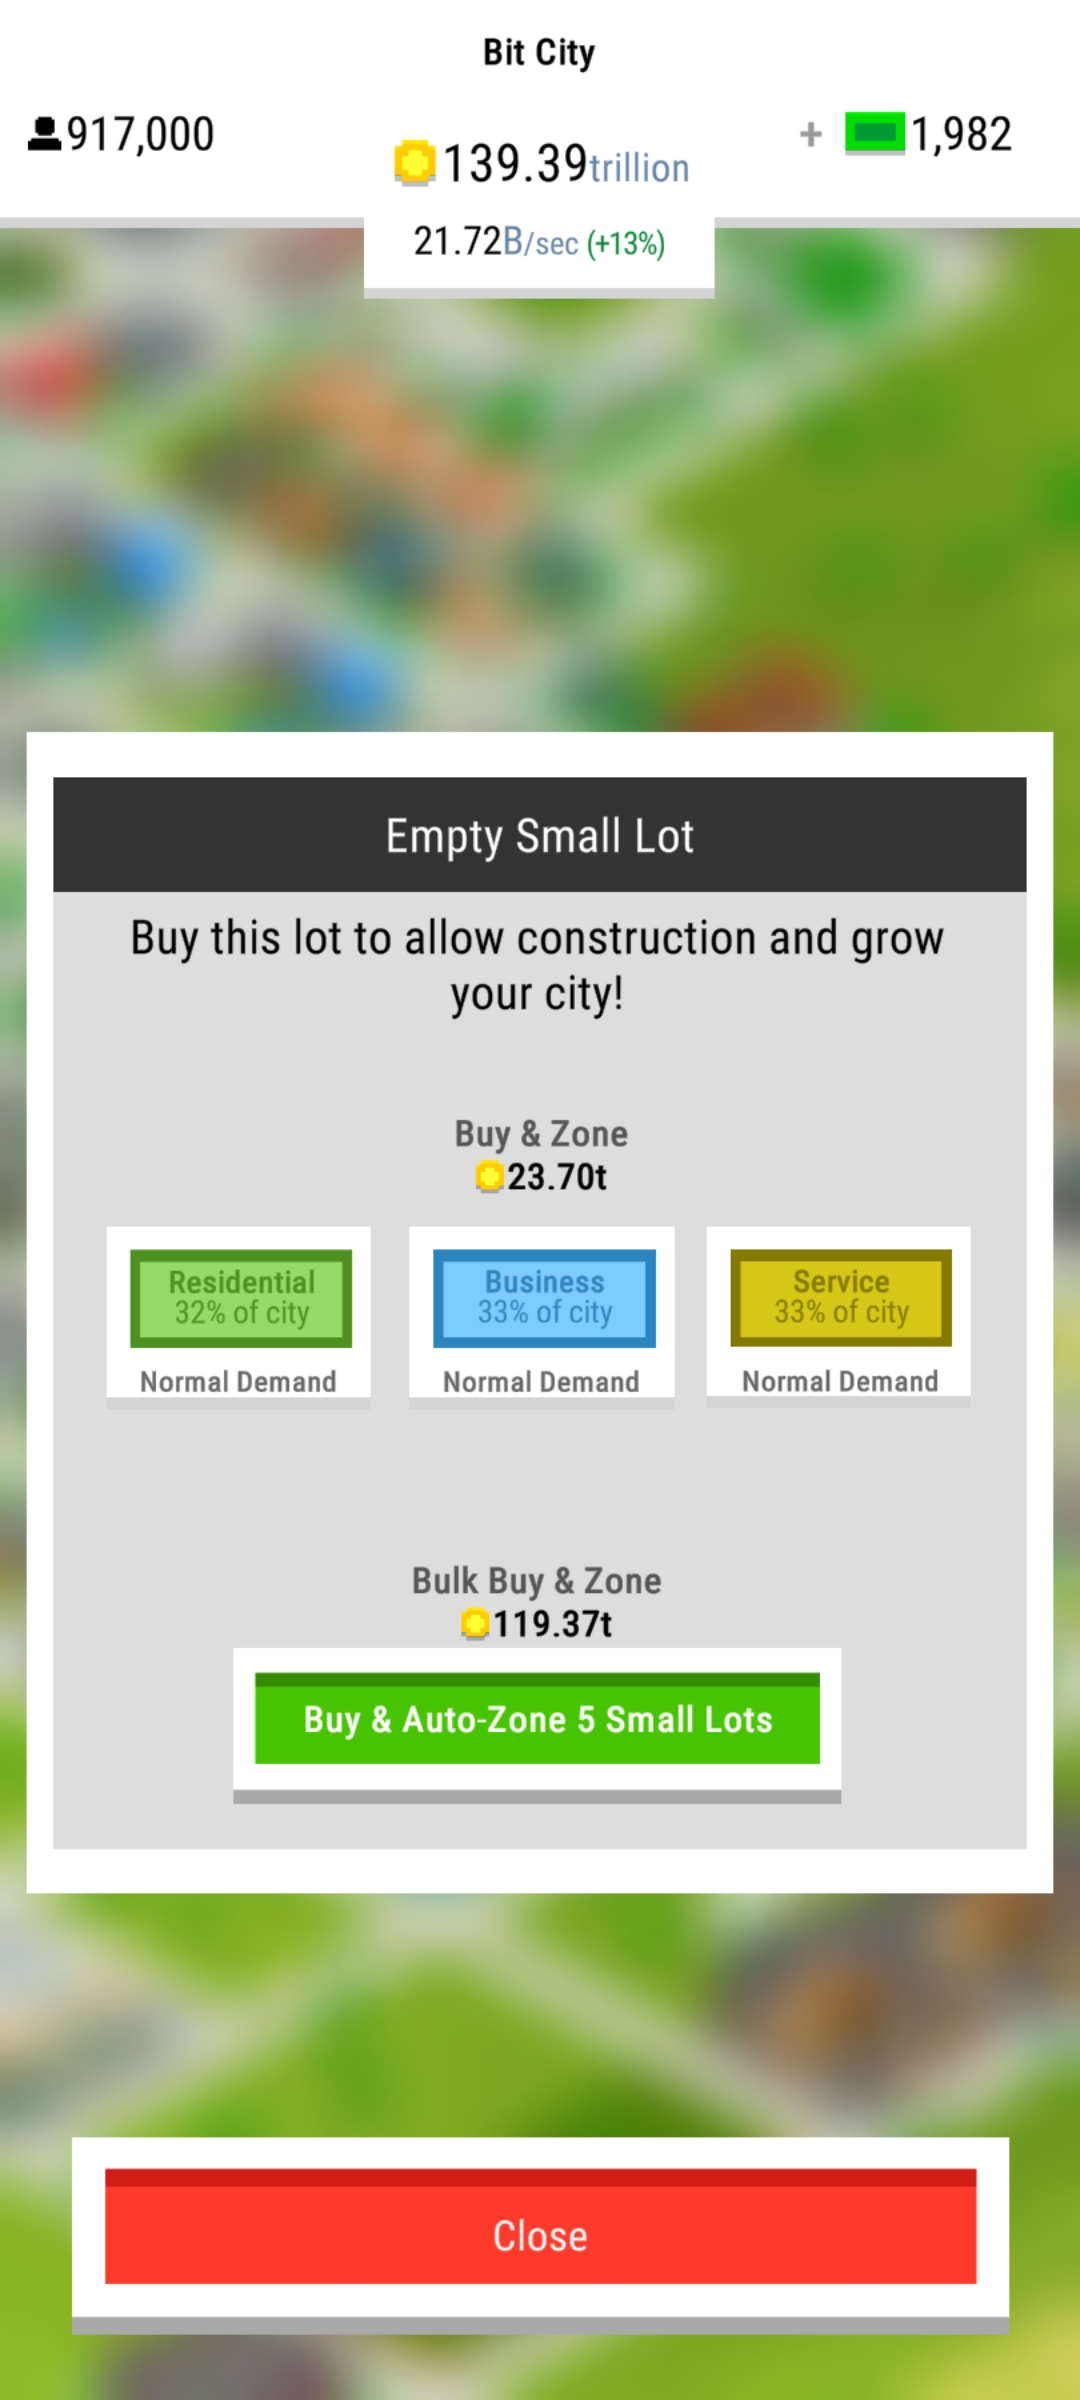 Bit City
917,000
139.39trillion
+ 1,982
21.72B/sec (+13%)
Empty Small Lot
Buy this lot to allow construction and grow
your city!
Buy & Zone
23.70t
Residential
32% of city
Normal Demand
Business
33% of city
Normal Demand
Service
33% of city
Normal Demand
Bulk Buy & Zone
119.37t
Buy & Auto-Zone 5 Small Lots
Close